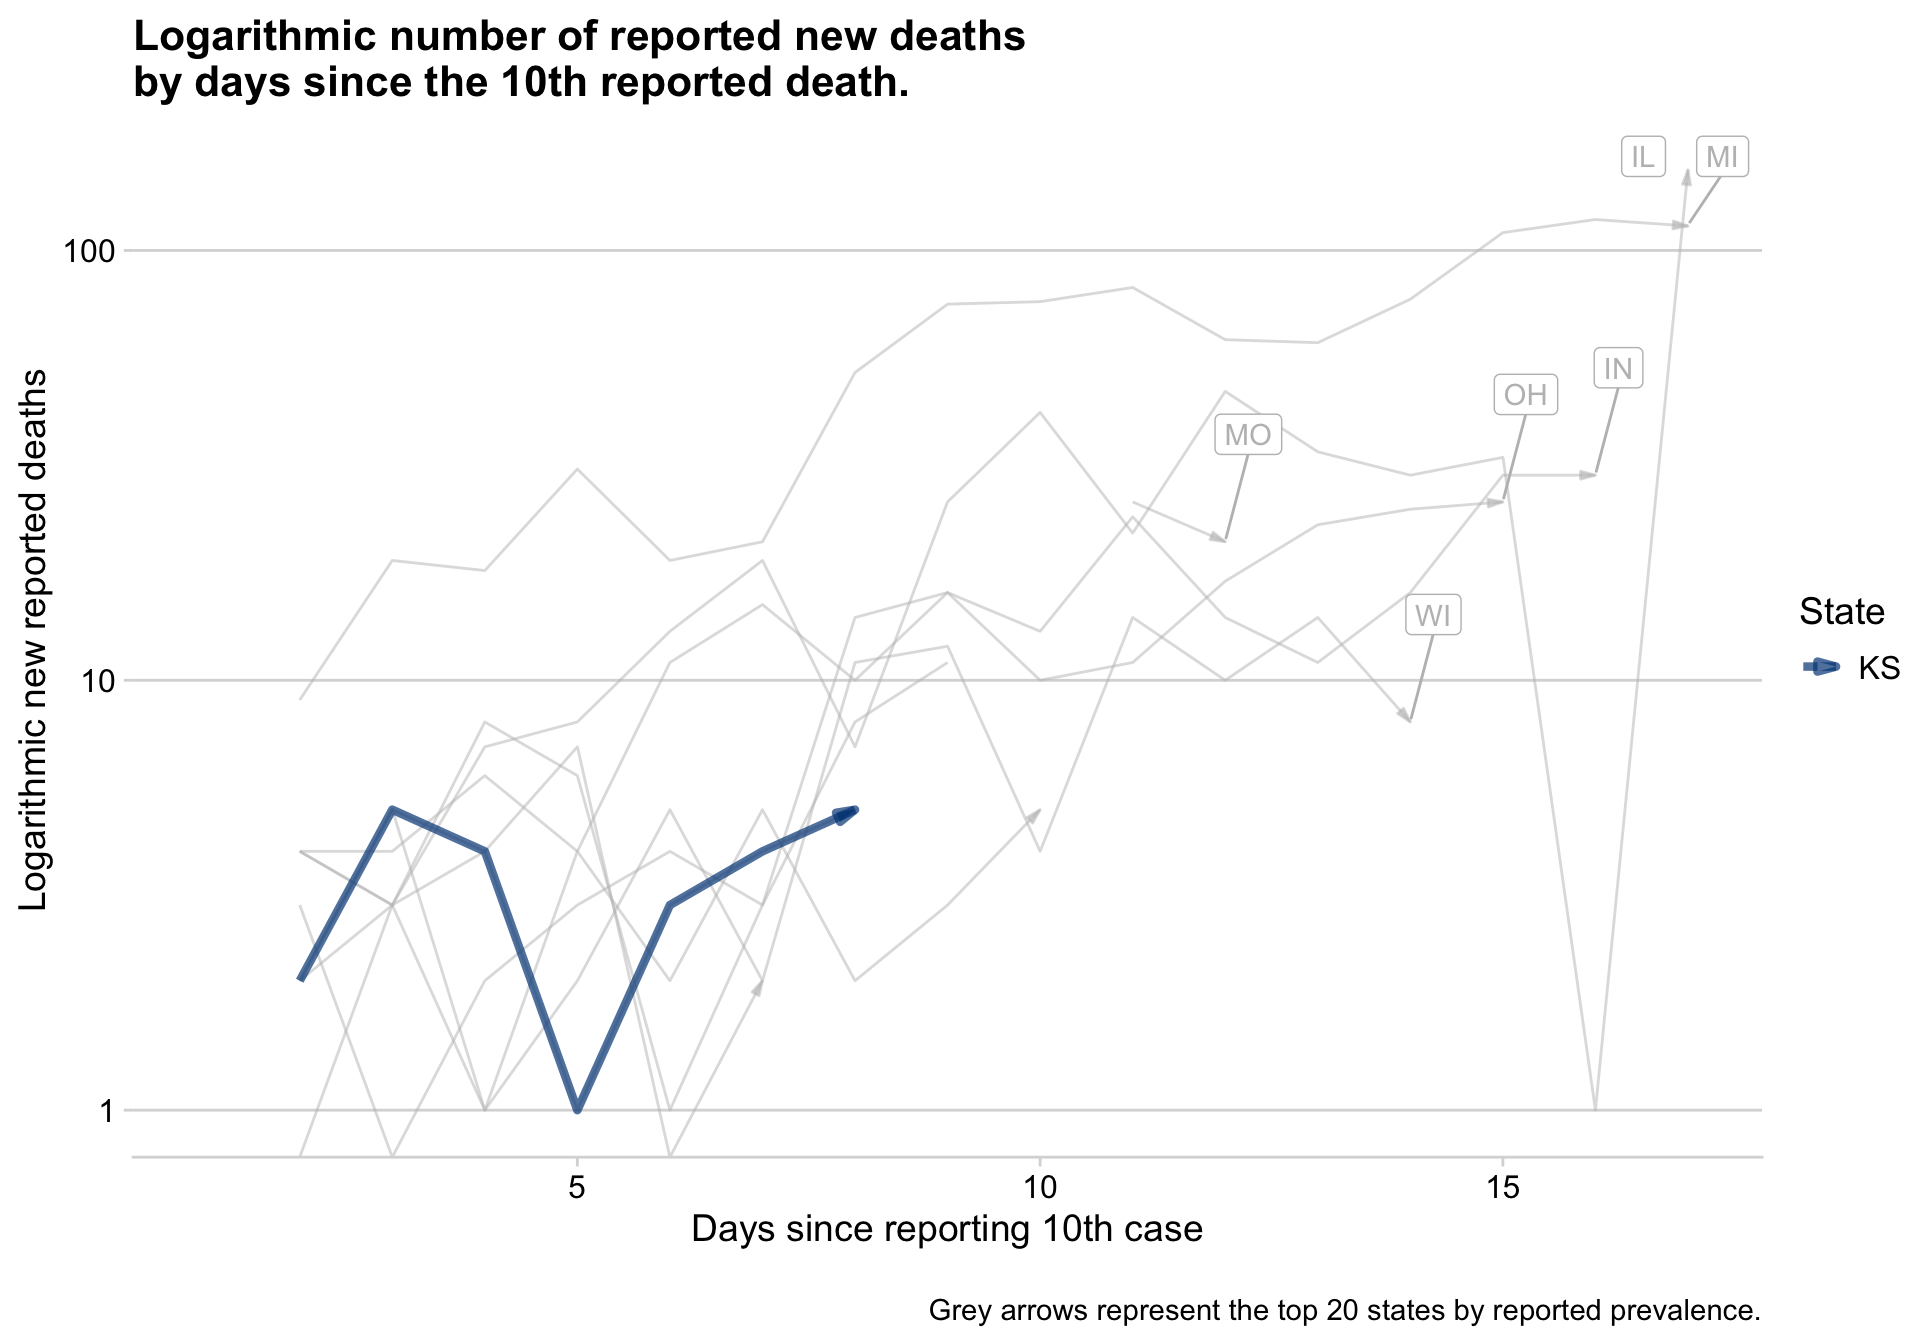 Logarithmic number of reported new deaths
by days since the 10th reported death.
IL
MI
100
IN
OH
MO
WI
State
KS
10
1
Logarithmic new reported deaths
5
10
15
Days since reporting 10th case
Grey arrows represent the top 20 states by reported prevalence.